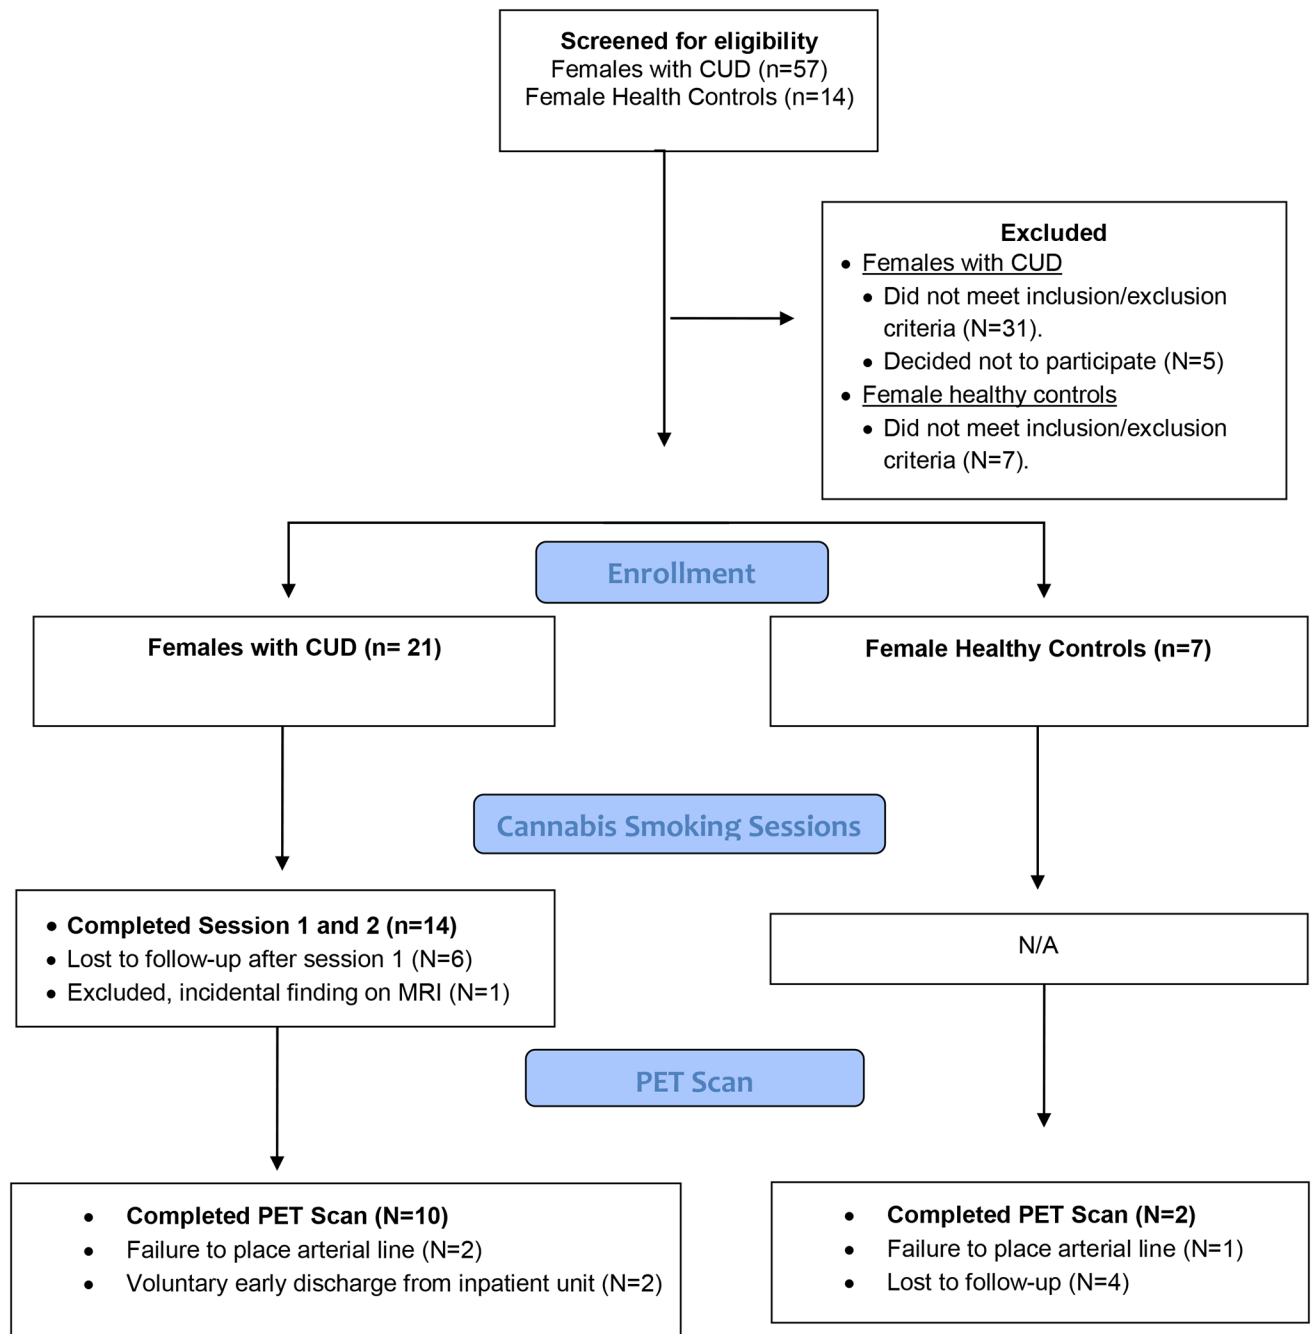 Screened for eligibility
Females with CUD (n=57)
Female Health Controls (n=14)
Excluded
• Females with CUD
• Did not meet inclusion/exclusion
criteria (N=31).
• Decided not to participate (N=5)
• Female healthy controls
• Did not meet inclusion/exclusion
criteria (N=7).
Enrollment
Females with CUD (n= 21)
Female Healthy Controls (n=7)
Cannabis Smoking Sessions
• Completed Session 1 and 2 (n=14)
• Lost to follow-up after session 1 (N=6)
• Excluded, incidental finding on MRI (N=1)
N/A
PET Scan
• Completed PET Scan (N=10)
• Failure to place arterial line (N=2)
• Voluntary early discharge from inpatient unit (N=2)
• Completed PET Scan (N=2)
• Failure to place arterial line (N=1)
• Lost to follow-up (N=4)